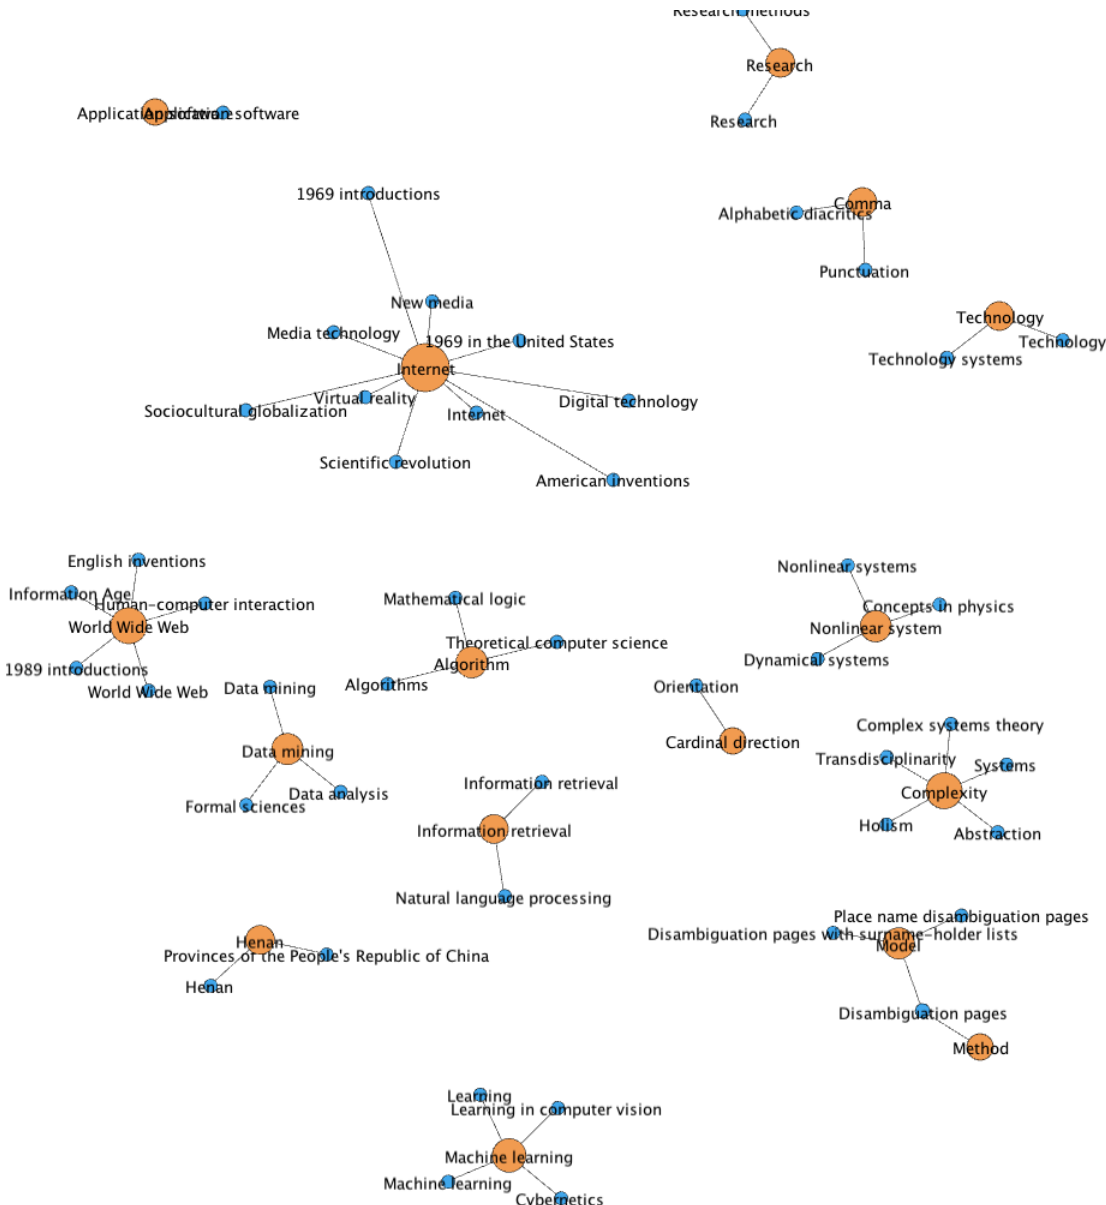 Research methods
Research
Application software
Application software
Research
1969 introductions
Comma
Alphabetic diacritics
Punctuation
New media
Technology
Media technology
1969 in the United States
Technology
Technology systems
Internet
Virtual reality
Digital technology
Sociocultural globalization
Internet
Scientific revolution
American inventions
English inventions
Nonlinear systems
Information Age
Human-computer interaction
Mathematical logic
Concepts in physics
World Wide Web
Nonlinear system
Theoretical computer science
Algorithm
Dynamical systems
1989 introductions
Algorithms
Orientation
World Wide Web
Data mining
Complex systems theory
Cardinal direction
Data mining
Transdisciplinarity
Systems
Information retrieval
Complexity
Data analysis
Formal sciences
Holism
Information retrieval
Abstraction
Natural language processing
Place name disambiguation pages
Disambiguation pages with surname-holder lists
Henan
Model
Provinces of the People's Republic of China
Henan
Disambiguation pages
Method
Learning
Learning in computer vision
Machine learning
Machine learning
Cybernetics